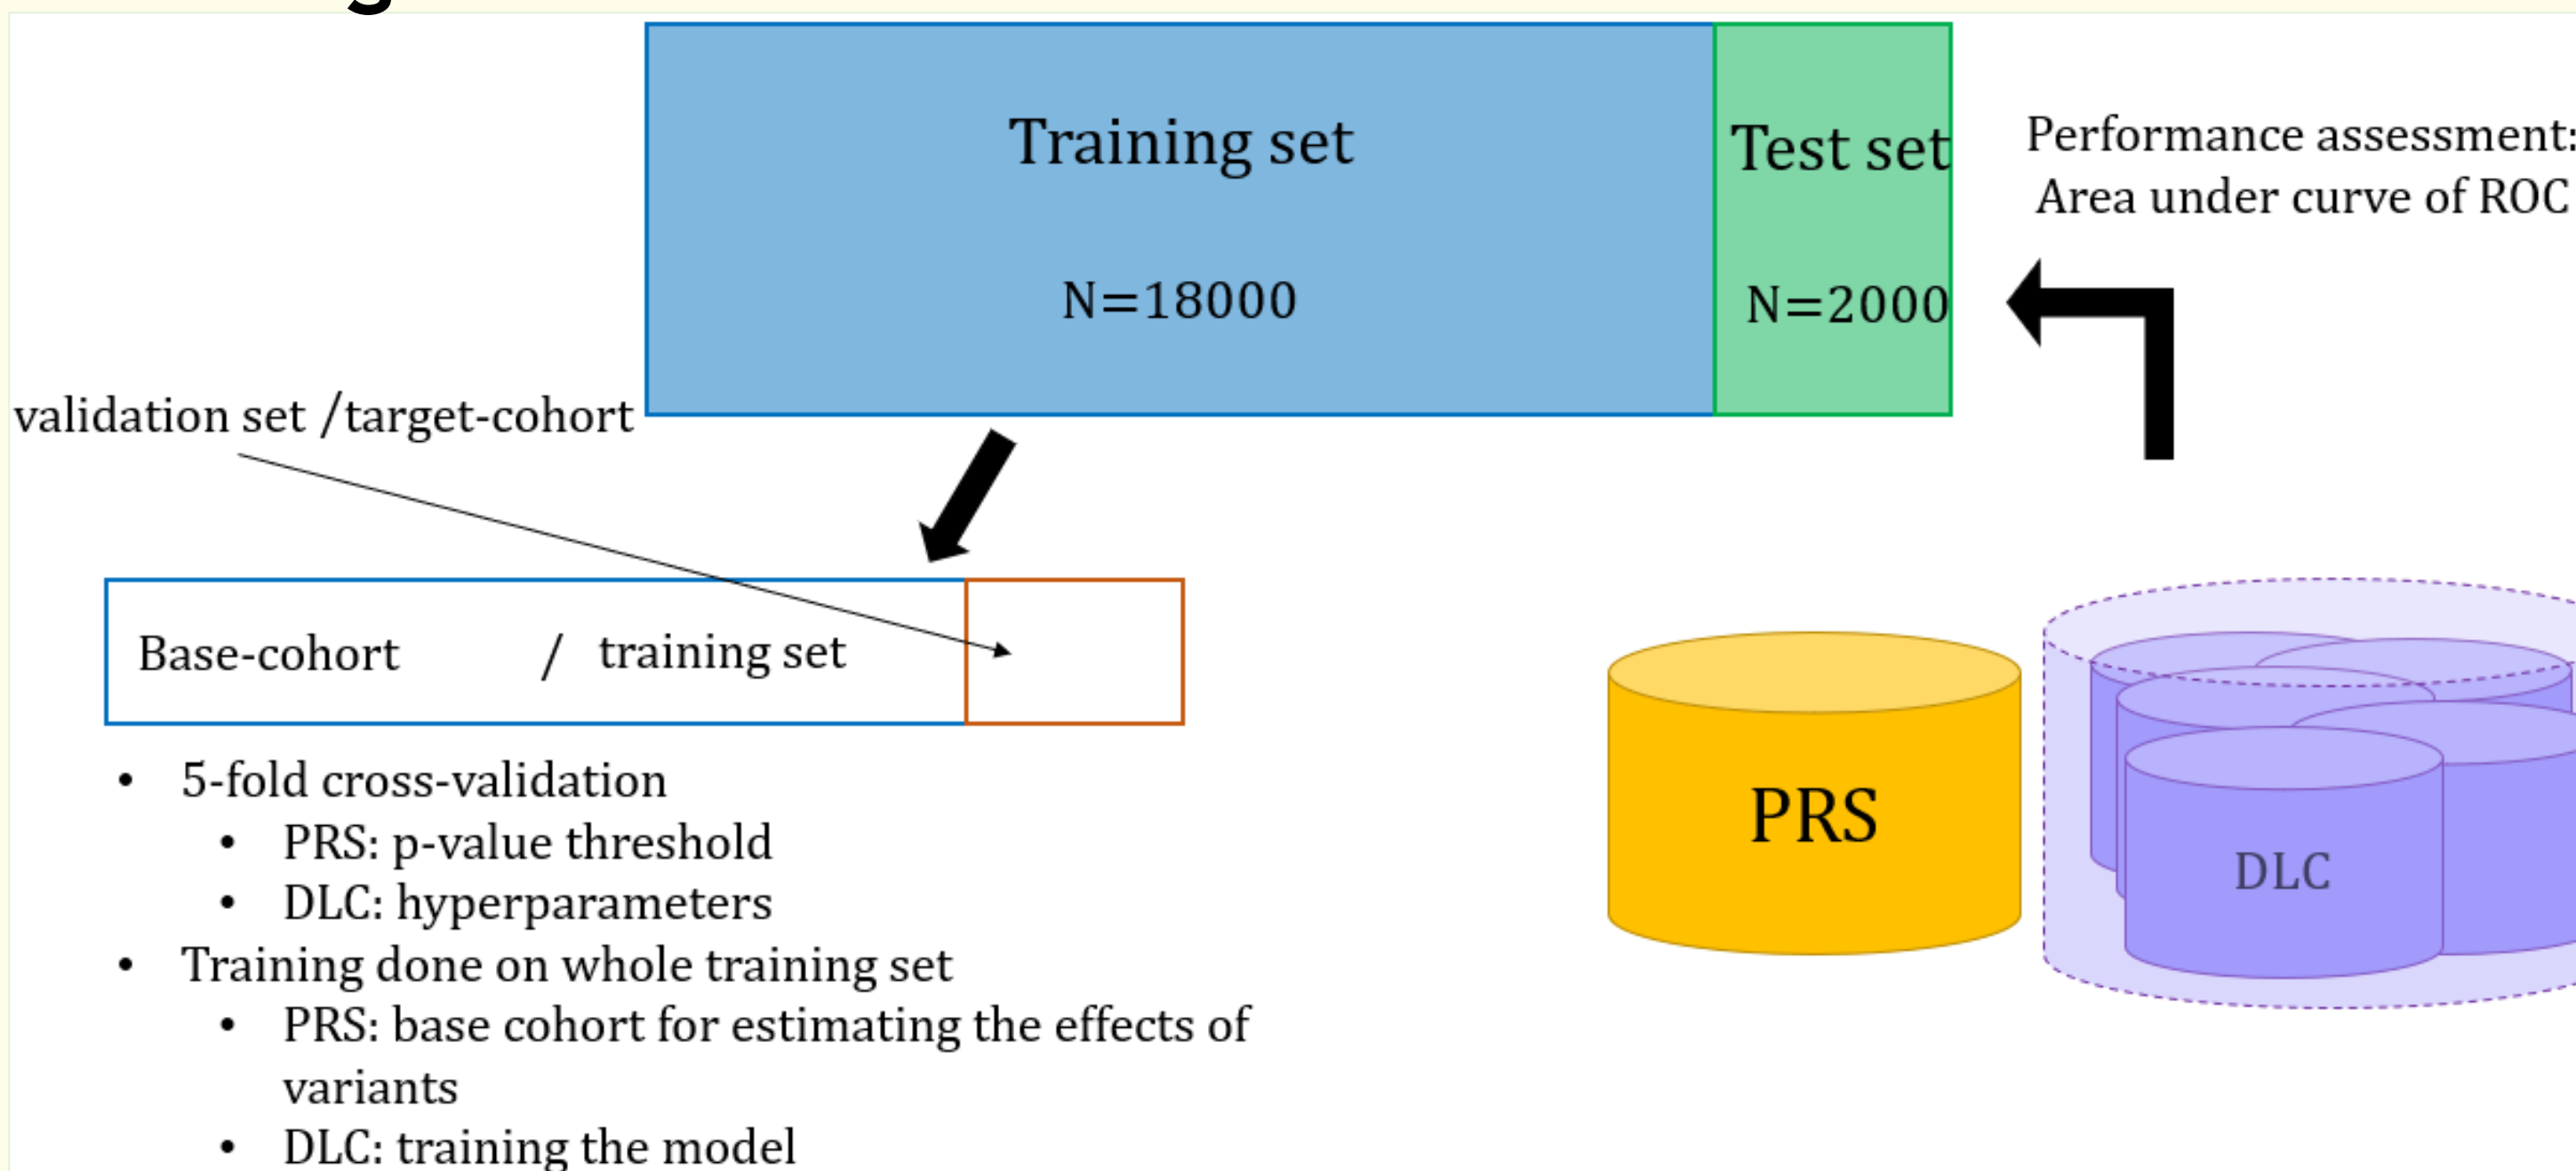 Training set
Test set
N=18000
N=2000
Performance assessment:
Area under curve of ROC
validation set /target-cohort
Base-cohort / training set
• 5-fold cross-validation
• PRS: p-value threshold
• DLC: hyperparameters
• Training done on whole training set
• PRS: base cohort for estimating the effects of
variants
• DLC: training the model
PRS
DLC